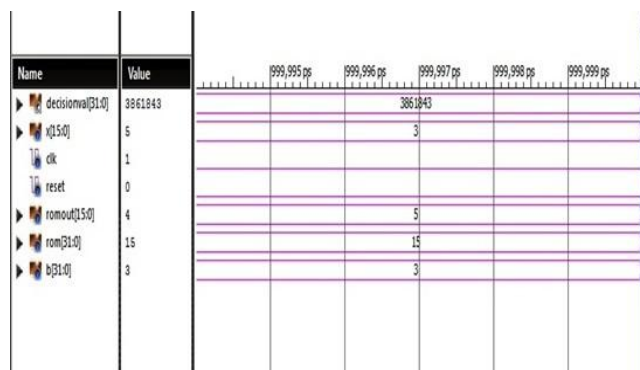 Name Value 999,995 ps 999,996 ps 999,997 ps 999,998 ps 999,999 ps
decisionval[31:0] 3861843 3861843
x[15:0] 5 3
clk 1
reset 0
romout[15:0] 4 5
rom[31:0] 15 15
b[31:0] 3 3